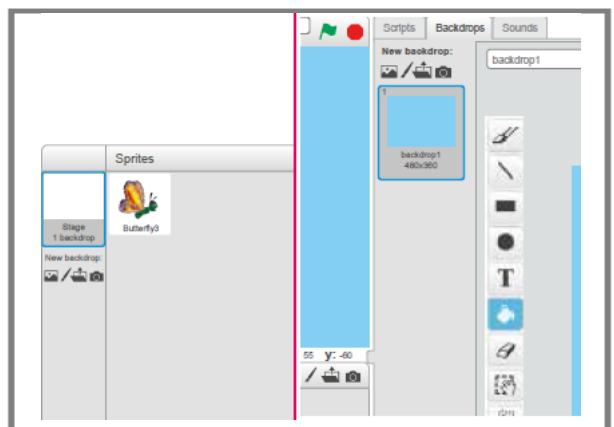 Sprites
Stage
1 backdrop
Butterfly3
New backdrop:
Scripts Backdrops Sounds
New backdrop:
backdrop1
1
backdrop1
480x360
T
55 y: -60